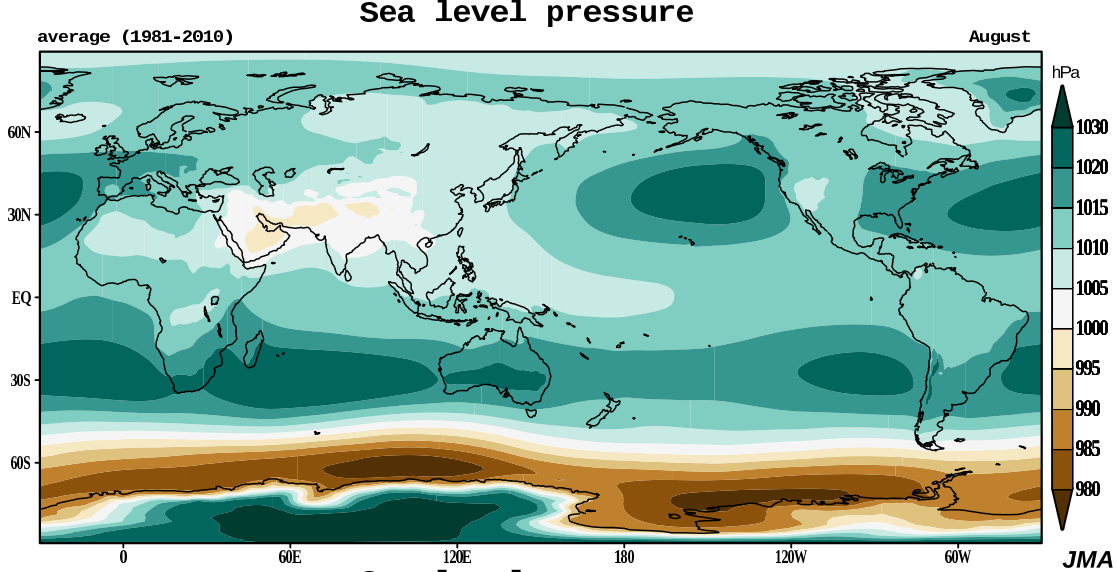 Sea level pressure
average (1981-2010)
August
hPa
1030
1020
1015
1010
1005
1000
995
990
985
980
60N
30N
EQ
30S
60S
0 60E 120E 180 120W 60W
JMA